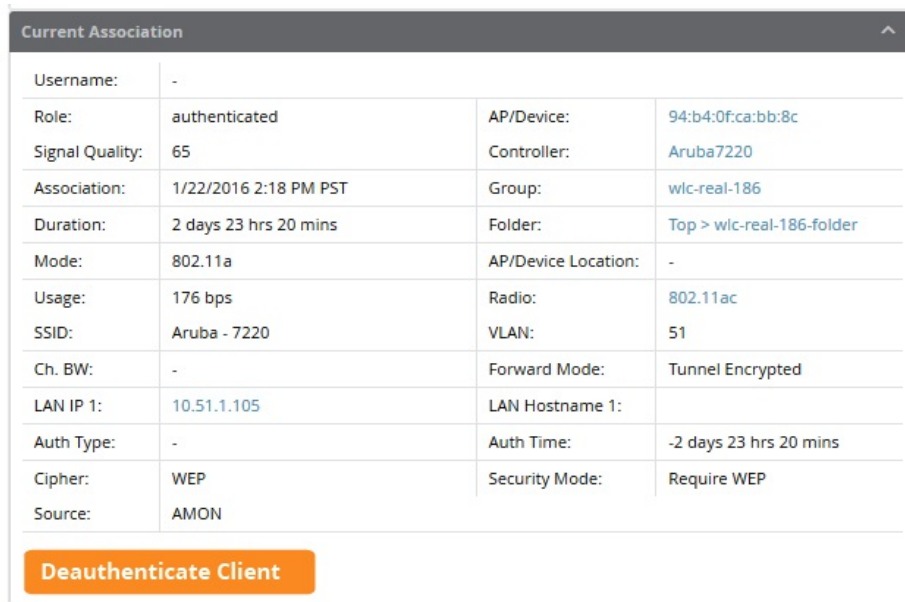 Current Association
Username: -
Role: authenticated AP/Device: 94:b4:0f:ca:bb:8c
Signal Quality: 65 Controller: Aruba7220
Association: 1/22/2016 2:18 PM PST Group: wlc-real-186
Duration: 2 days 23 hrs 20 mins Folder: Top > wlc-real-186-folder
Mode: 802.11a AP/Device Location: -
Usage: 176 bps Radio: 802.11ac
SSID: Aruba - 7220 VLAN: 51
Ch. BW: - Forward Mode: Tunnel Encrypted
LAN IP 1: 10.51.1.105 LAN Hostname 1:
Auth Type: - Auth Time: -2 days 23 hrs 20 mins
Cipher: WEP Security Mode: Require WEP
Source: AMON
Deauthenticate Client